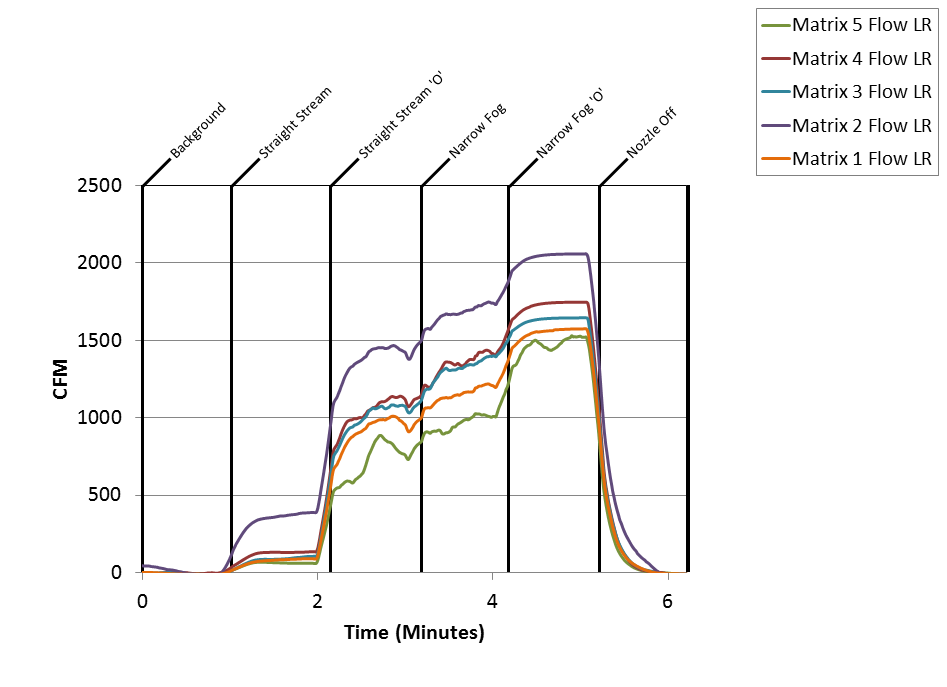 Matrix 5 Flow LR
Matrix 4 Flow LR
Matrix 3 Flow LR
Matrix 2 Flow LR
Matrix 1 Flow LR
Background
Straight Stream
Straight Stream 'O'
Narrow Fog
Narrow Fog 'O'
Nozzle Off
2500
2000
1500
1000
500
0
CFM
0 2 4 6
Time (Minutes)